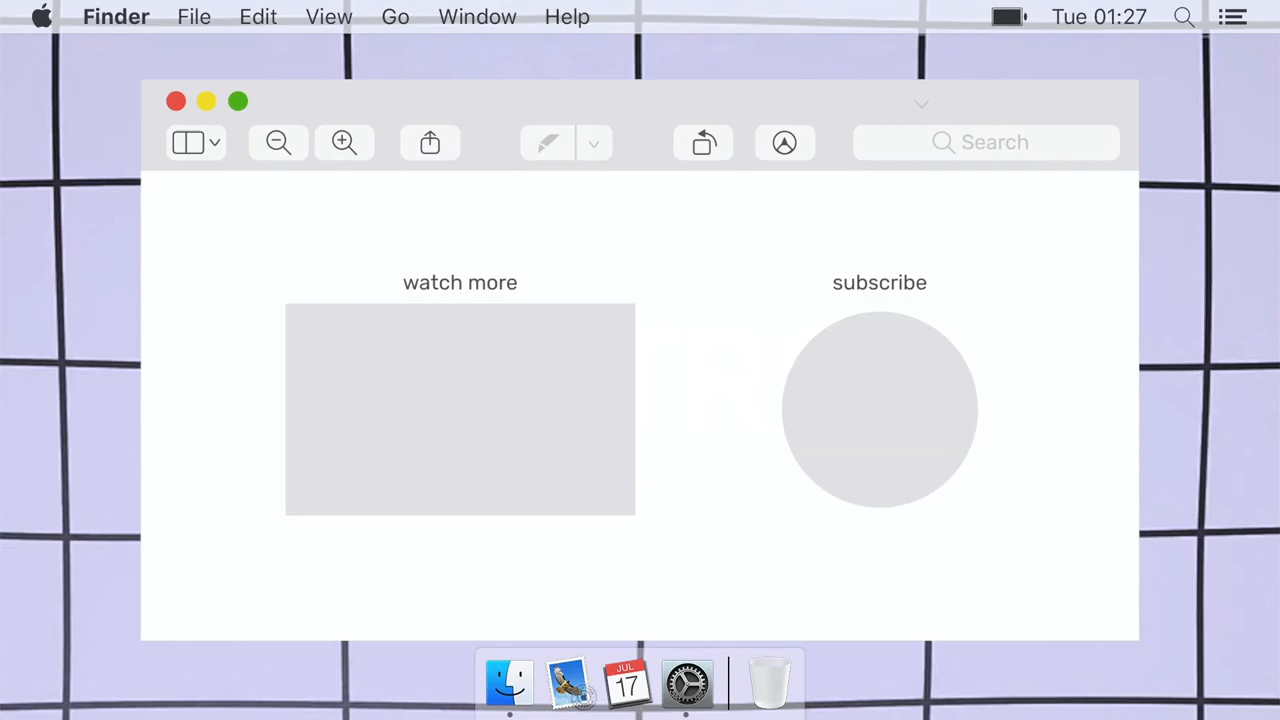 Finder File Edit View Go Window Help Tue 01:27
Search
watch more subscribe
JUL
17